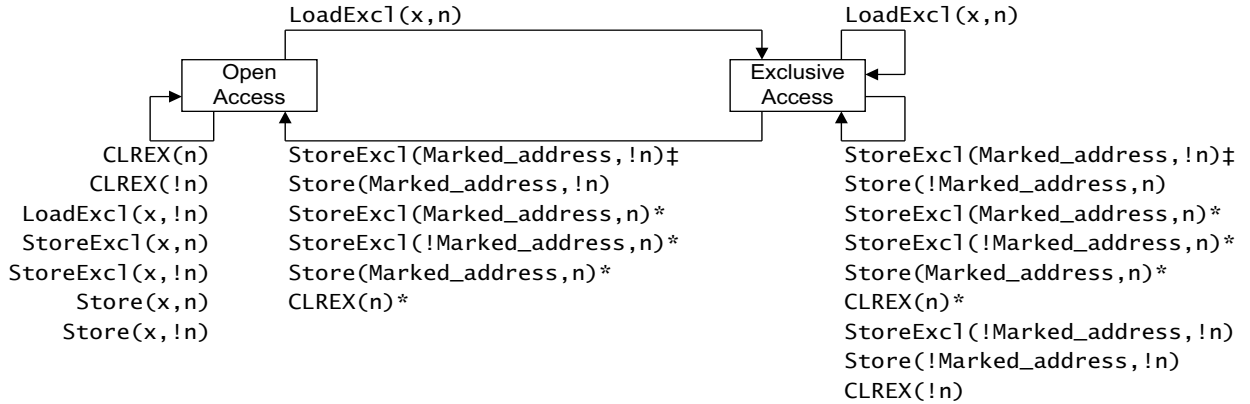 LoadExcl(x,n)
LoadExcl(x,n)
Open
Access
Exclusive
Access
CLREX(n)
CLREX(!n)
LoadExcl(x,!n)
StoreExcl(x,n)
StoreExcl(x,!n)
Store(x,n)
Store(x,!n)
StoreExcl(Marked_address,!n)‡
Store(Marked_address,!n)
StoreExcl(Marked_address,n)*
StoreExcl(!Marked_address,n)*
Store(Marked_address,n)*
CLREX(n)*
StoreExcl(Marked_address,!n)‡
Store(!Marked_address,n)
StoreExcl(Marked_address,n)*
StoreExcl(!Marked_address,n)*
Store(Marked_address,n)*
CLREX(n)*
StoreExcl(!Marked_address,!n)
Store(!Marked_address,!n)
CLREX(!n)